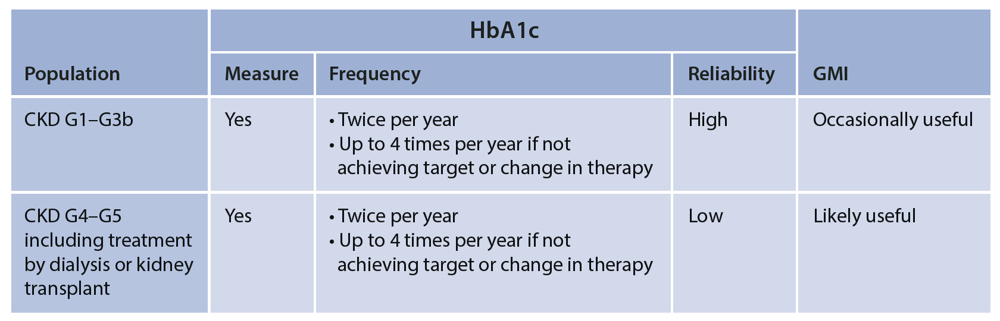 HbA1c
Population
Measure
Frequency
Reliability
GMI
CKD G1–G3b
Yes
• Twice per year
• Up to 4 times per year if not
achieving target or change in therapy
High
Occasionally useful
CKD G4–G5
including treatment
by dialysis or kidney
transplant
Yes
• Twice per year
• Up to 4 times per year if not
achieving target or change in therapy
Low
Likely useful